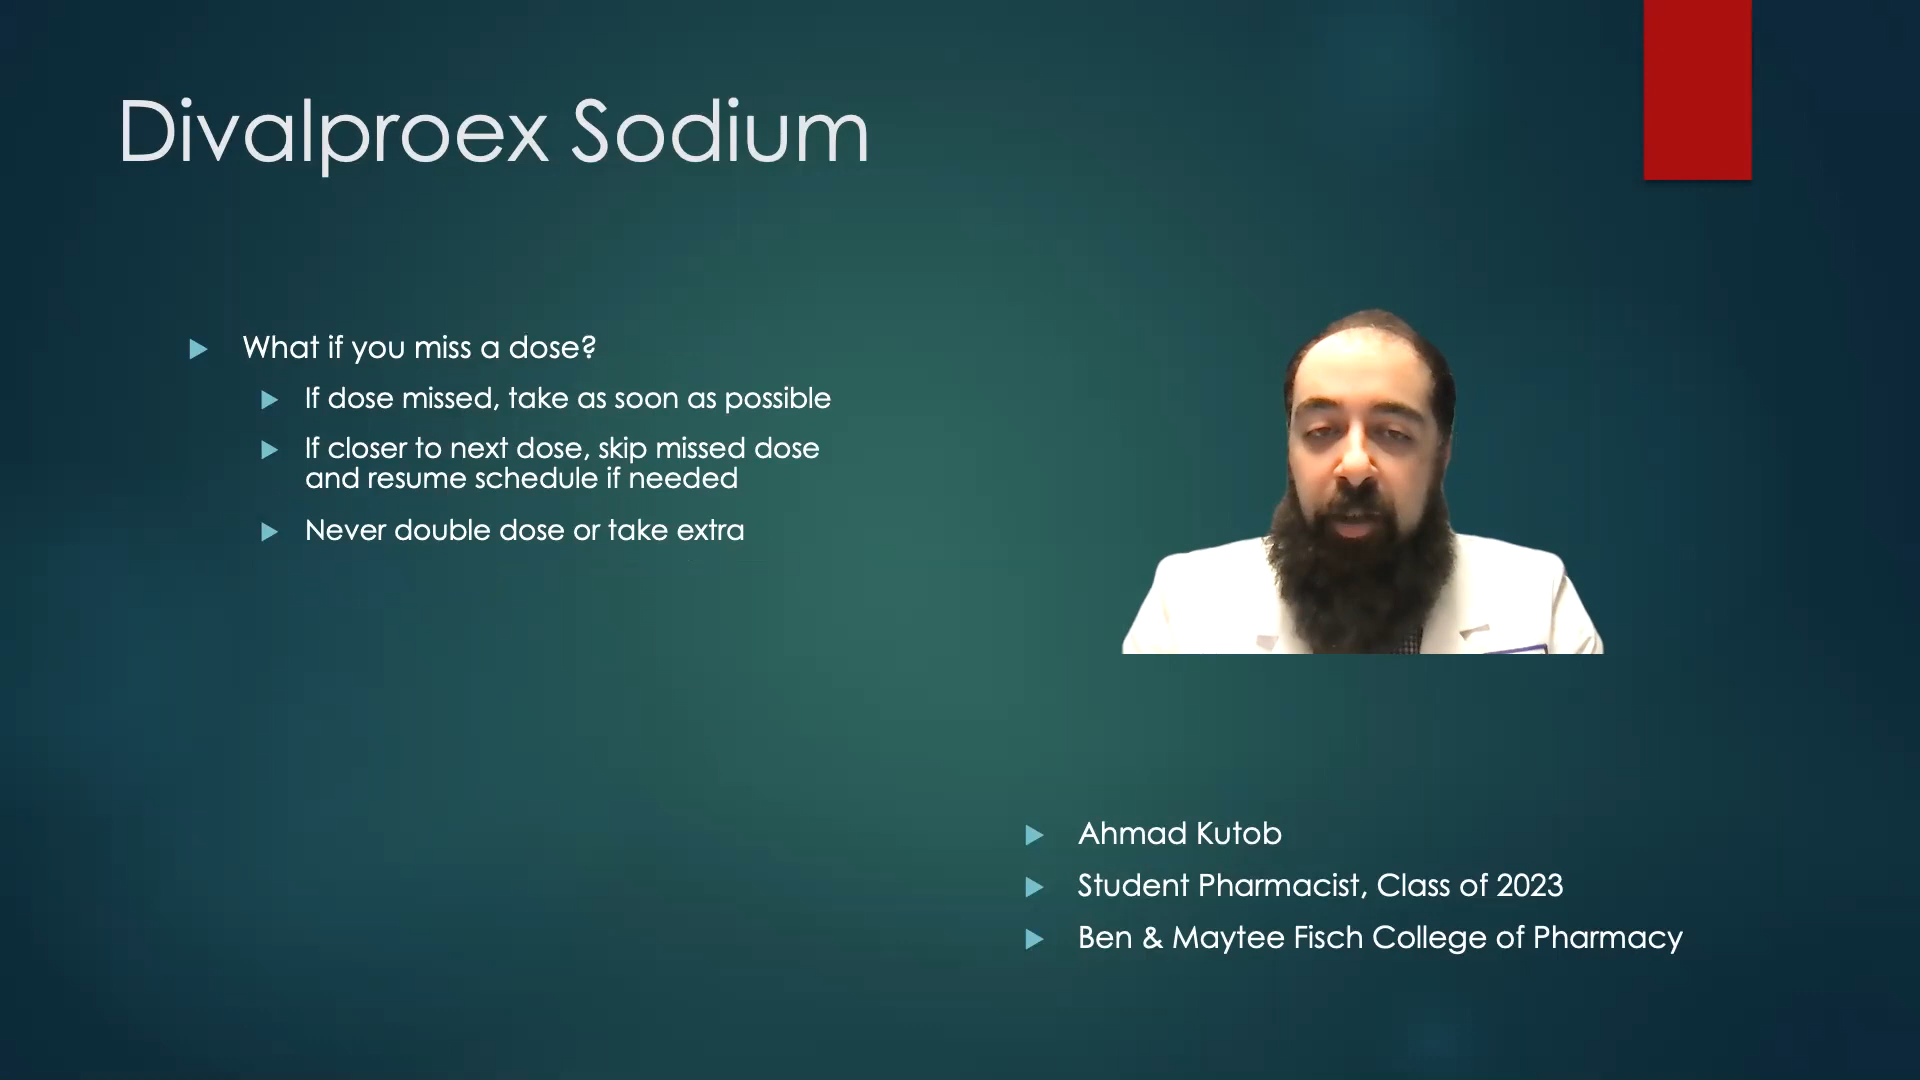 Divalproex Sodium
What if you miss a dose?
If dose missed, take as soon as possible
If closer to next dose, skip missed dose
and resume schedule if needed
Never double dose or take extra
Ahmad Kutob
Student Pharmacist, Class of 2023
Ben & Maytee Fisch College of Pharmacy